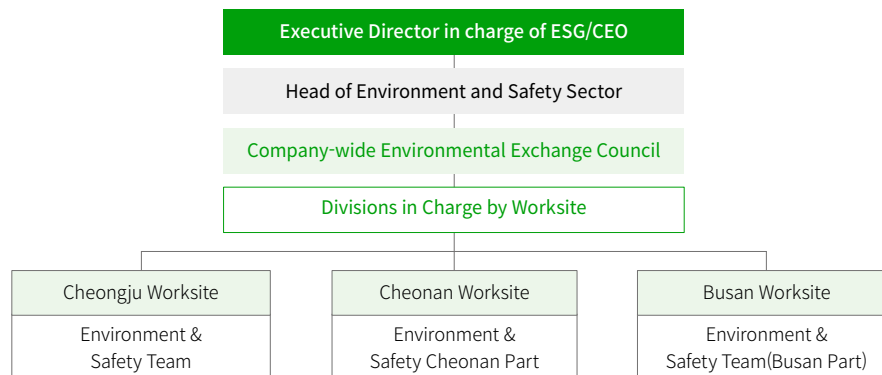 Executive Director in charge of ESG/CEO
Head of Environment and Safety Sector
Company-wide Environmental Exchange Council
Divisions in Charge by Worksite
Cheongju Worksite
Environment &
Safety Team
Cheonan Worksite
Environment &
Safety Cheonan Part
Busan Worksite
Environment &
Safety Team(Busan Part)